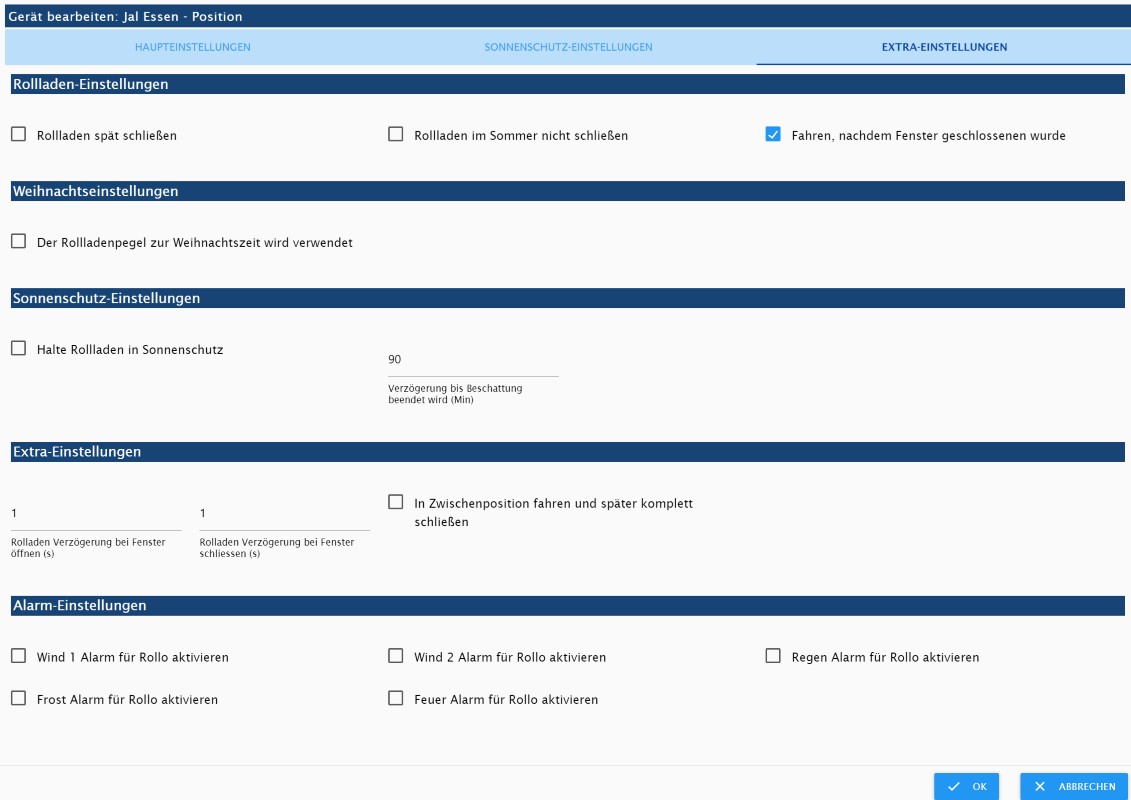 Gerät bearbeiten: Jal Essen - Position
HAUPTEINSTELLUNGEN
SONNENSCHUTZ-EINSTELLUNGEN
EXTRA-EINSTELLUNGEN
Rollladen-Einstellungen
Rollladen spät schließen
Rollladen im Sommer nicht schließen
Fahren, nachdem Fenster geschlossenen wurde
Weihnachtseinstellungen
Der Rollladenpegel zur Weihnachtszeit wird verwendet
Sonnenschutz-Einstellungen
Halte Rollladen in Sonnenschutz
90
Verzögerung bis Beschattung
beendet wird (Min)
Extra-Einstellungen
1
Rolladen Verzögerung bei Fenster
öffnen (s)
1
Rolladen Verzögerung bei Fenster
schliessen (s)
In Zwischenposition fahren und später komplett
schließen
Alarm-Einstellungen
Wind 1 Alarm für Rollo aktivieren
Wind 2 Alarm für Rollo aktivieren
Regen Alarm für Rollo aktivieren
Frost Alarm für Rollo aktivieren
Feuer Alarm für Rollo aktivieren
OK
ABBRECHEN